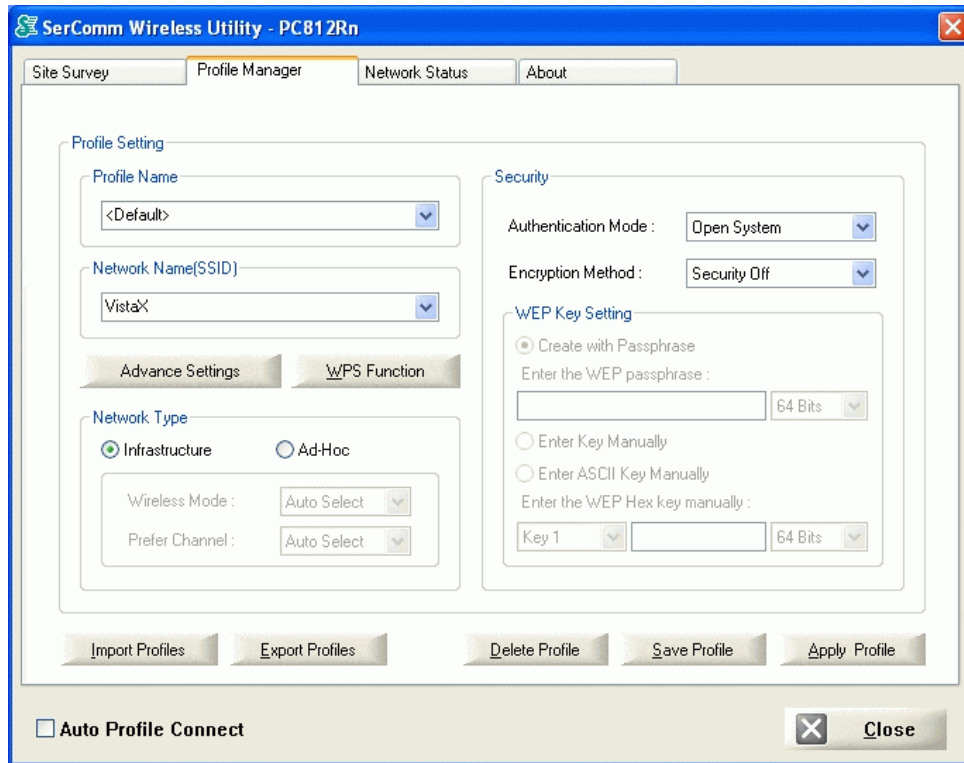 SerComm Wireless Utility - PC812Rn
Site Survey
Profile Manager
Network Status
About
Profile Setting
Profile Name
<Default>
Network Name(SSID)
VistaX
Advance Settings
WPS Function
Network Type
Infrastructure
Ad-Hoc
Wireless Mode :
Auto Select
Prefer Channel :
Auto Select
Security
Authentication Mode :
Open System
Encryption Method :
Security Off
WEP Key Setting
Create with Passphrase
Enter the WEP passphrase :
64 Bits
Enter Key Manually
Enter ASCII Key Manually
Enter the WEP Hex key manually :
Key 1
64 Bits
Import Profiles
Export Profiles
Delete Profile
Save Profile
Apply Profile
Auto Profile Connect
Close